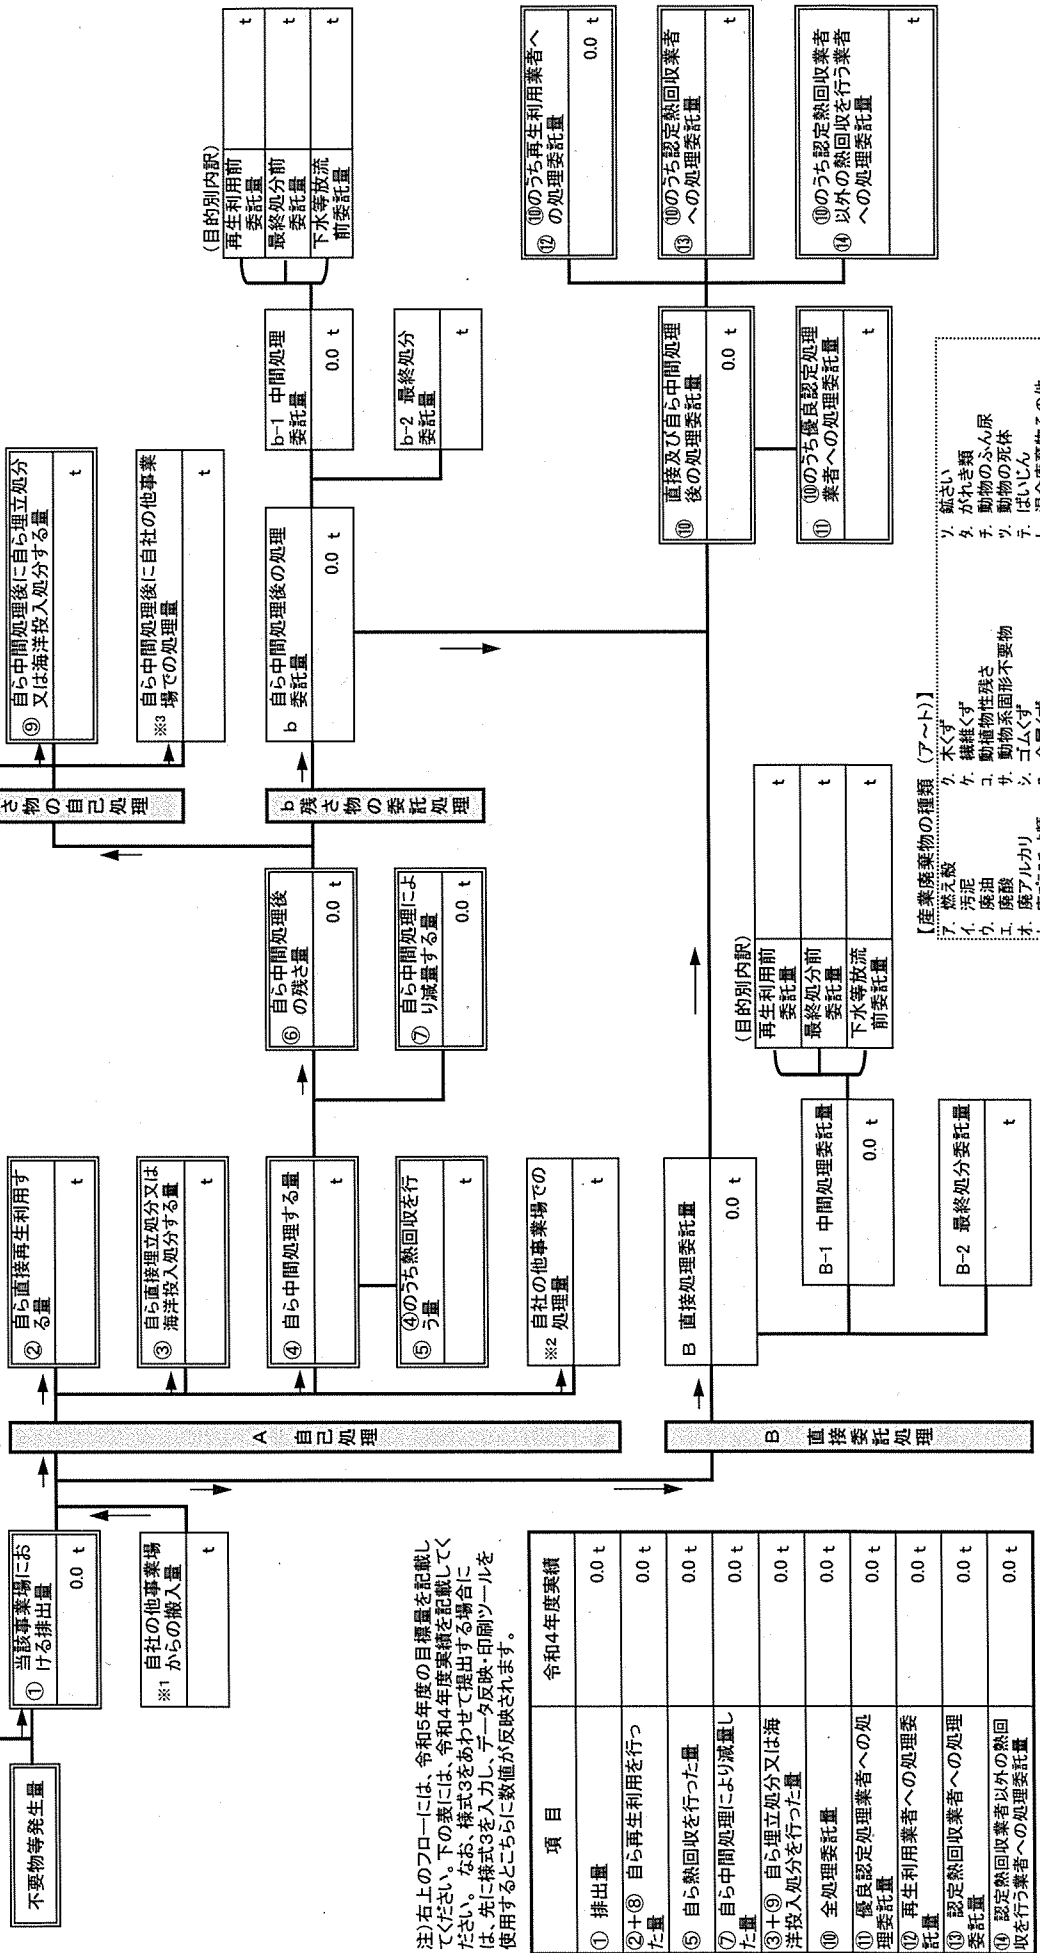 不要物等発生量
① 当該事業場にお
ける排出量
0.0 t
※1 自社の他事業場
からの搬入量
t
A 自己処理
② 自ら直接再生利用す
る量
t
③ 自ら直接埋立処分又は
海洋投入処分する量
t
④ 自ら中間処理する量
t
⑤ ④のうち熱回収を行
う量
t
※2 自社の他事業場での
処理量
t
⑥ 自ら中間処理後
の残さ量
0.0 t
⑦ 自ら中間処理によ
り減量する量
0.0 t
さ物の自己処理
⑨ 自ら中間処理後に自ら埋立処分
又は海洋投入処分する量
t
※3 自ら中間処理後に自社の他事業
場での処理量
t
b 残さ物の委託処理
b 自ら中間処理後の処理
委託量
0.0 t
b-1 中間処理
委託量
0.0 t
b-2 最終処分
委託量
t
(目的別内訳)
再生利用前
委託量
t
最終処分前
委託量
t
下水等放流
前委託量
t
B 直接委託処理
B 直接処理委託量
0.0 t
B-1 中間処理委託量
0.0 t
B-2 最終処分委託量
t
(目的別内訳)
再生利用前
委託量
t
最終処分前
委託量
t
下水等放流
前委託量
t
⑩ 直接及び自ら中間処理
後の処理委託量
0.0 t
⑪ ⑩のうち優良認定処理
業者への処理委託量
t
⑫ ⑩のうち再生利用業者へ
の処理委託量
0.0 t
⑬ ⑩のうち認定熱回収業者
への処理委託量
t
⑭ ⑩のうち認定熱回収業者
以外の熱回収を行う業者
への処理委託量
t
注)右上のフローには、令和5年度の目標量を記載し
てください。下の表には、令和4年度実績を記載してく
ださい。なお、様式3をあわせて提出する場合に
は、先に様式3を入力し、データ反映・印刷ツールを
使用するとこちらに数値が反映されます。
項 目 令和4年度実績
① 排出量 0.0 t
②+⑧ 自ら再生利用を行っ
た量 0.0 t
⑤ 自ら熱回収を行った量 0.0 t
⑦ 自ら中間処理により減量し
た量 0.0 t
③+⑨ 自ら埋立処分又は海
洋投入処分を行った量 0.0 t
⑩ 全処理委託量 0.0 t
⑪ 優良認定処理業者への処
理委託量 0.0 t
⑫ 再生利用業者への処理委
託量 0.0 t
⑬ 認定熱回収業者への処理
委託量 0.0 t
⑭ 認定熱回収業者以外の熱回
収を行う業者への処理委託量 0.0 t
【産業廃棄物の種類 (ア~ト)】
ア. 燃え殻
イ. 汚泥
ウ. 廃油
エ. 廃酸
オ. 廃アルカリ
ク. 木くず
ケ. 繊維くず
コ. 動植物性残さ
サ. 動物系固形不要物
シ. ゴムくず
ソ. 鉱さい
タ. がれき類
チ. 動物のふん尿
ツ. 動物の死体
テ. ばいじん